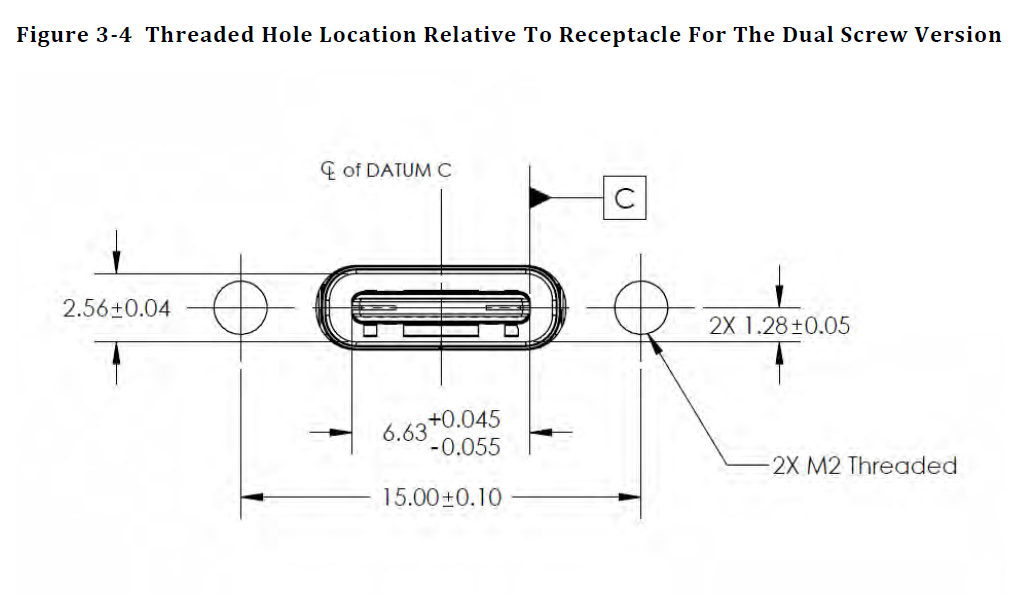 Figure 3-4 Threaded Hole Location Relative To Receptacle For The Dual Screw Version
℄ of DATUM C
C
2.56±0.04
2X 1.28±0.05
6.63 +0.045
-0.055
2X M2 Threaded
15.00±0.10